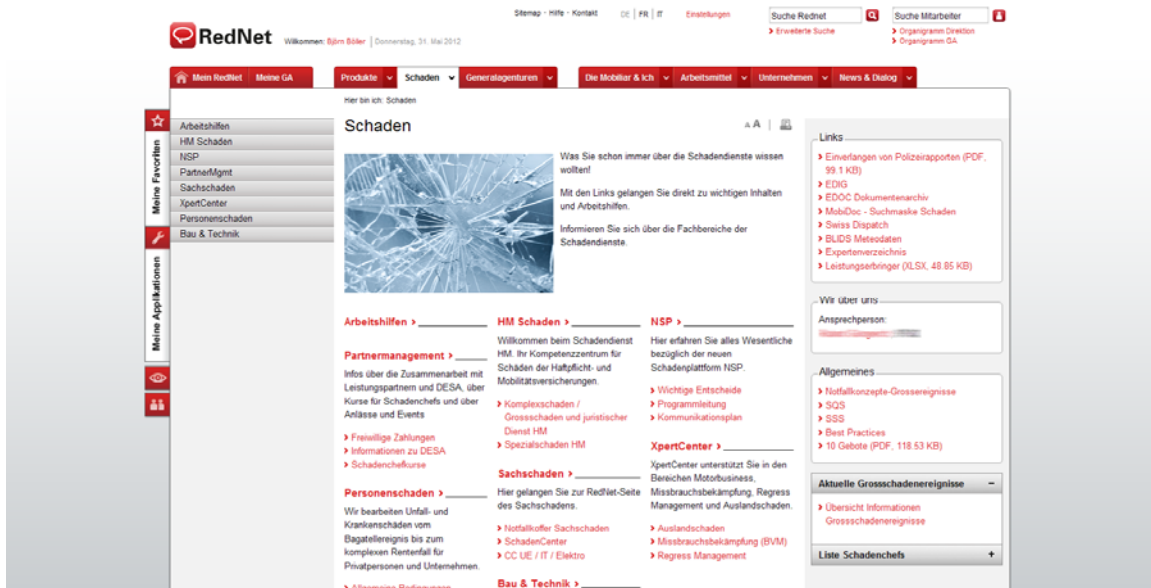 Sitemap - Hilfe - Kontakt DE | FR | IT Einstellungen
Suche Rednet
Suche Mitarbeiter
Erweiterte Suche
Organigramm Direktion
Organigramm GA
RedNet
Willkommen: Björn Böller | Donnerstag, 31. Mai 2012
Mein RedNet Meine GA Produkte Schaden Generalagenturen Die Mobiliar & Ich Arbeitsmittel Unternehmen News & Dialog
Hier bin ich: Schaden
Meine Favoriten
Meine Applikationen
Arbeitshilfen
HM Schaden
NSP
PartnerMgmt
Sachschaden
XpertCenter
Personenschaden
Bau & Technik
Schaden
A A
Was Sie schon immer über die Schadendienste wissen
wollten!
Mit den Links gelangen Sie direkt zu wichtigen Inhalten
und Arbeitshilfen.
Informieren Sie sich über die Fachbereiche der
Schadendienste.
Arbeitshilfen
Partnermanagement
Infos über die Zusammenarbeit mit
Leistungspartnern und DESA, über
Kurse für Schadenchefs und über
Anlässe und Events
Freiwillige Zahlungen
Informationen zu DESA
Schadenchefkurse
Personenschaden
Wir bearbeiten Unfall- und
Krankenschäden vom
Bagatellereignis bis zum
komplexen Rentenfall für
Privatpersonen und Unternehmen.
Allgemeine Bedingungen
HM Schaden
Willkommen beim Schadendienst
HM. Ihr Kompetenzzentrum für
Schäden der Haftpflicht- und
Mobilitätsversicherungen.
Komplexschaden /
Grossschaden und juristischer
Dienst HM
Spezialschaden HM
Sachschaden
Hier gelangen Sie zur RedNet-Seite
des Sachschadens.
Notfallkoffer Sachschaden
SchadenCenter
CC UE / IT / Elektro
Bau & Technik
NSP
Hier erfahren Sie alles Wesentliche
bezüglich der neuen
Schadenplattform NSP.
Wichtige Entscheide
Programmleitung
Kommunikationsplan
XpertCenter
XpertCenter unterstützt Sie in den
Bereichen Motorbusiness,
Missbrauchsbekämpfung, Regress
Management und Auslandschaden.
Auslandschaden
Missbrauchsbekämpfung (BVM)
Regress Management
Links
Einverlangen von Polizeirapporten (PDF,
99.1 KB)
EDIG
EDOC Dokumentenarchiv
MobiDoc - Suchmaske Schaden
Swiss Dispatch
BLIDS Meteodaten
Expertenverzeichnis
Leistungserbringer (XLSX, 48.85 KB)
Wir über uns
Ansprechperson:
Allgemeines
Notfallkonzepte-Grossereignisse
SQS
SSS
Best Practices
10 Gebote (PDF, 118.53 KB)
Aktuelle Grossschadenereignisse −
Übersicht Informationen
Grossschadenereignisse
Liste Schadenchefs +